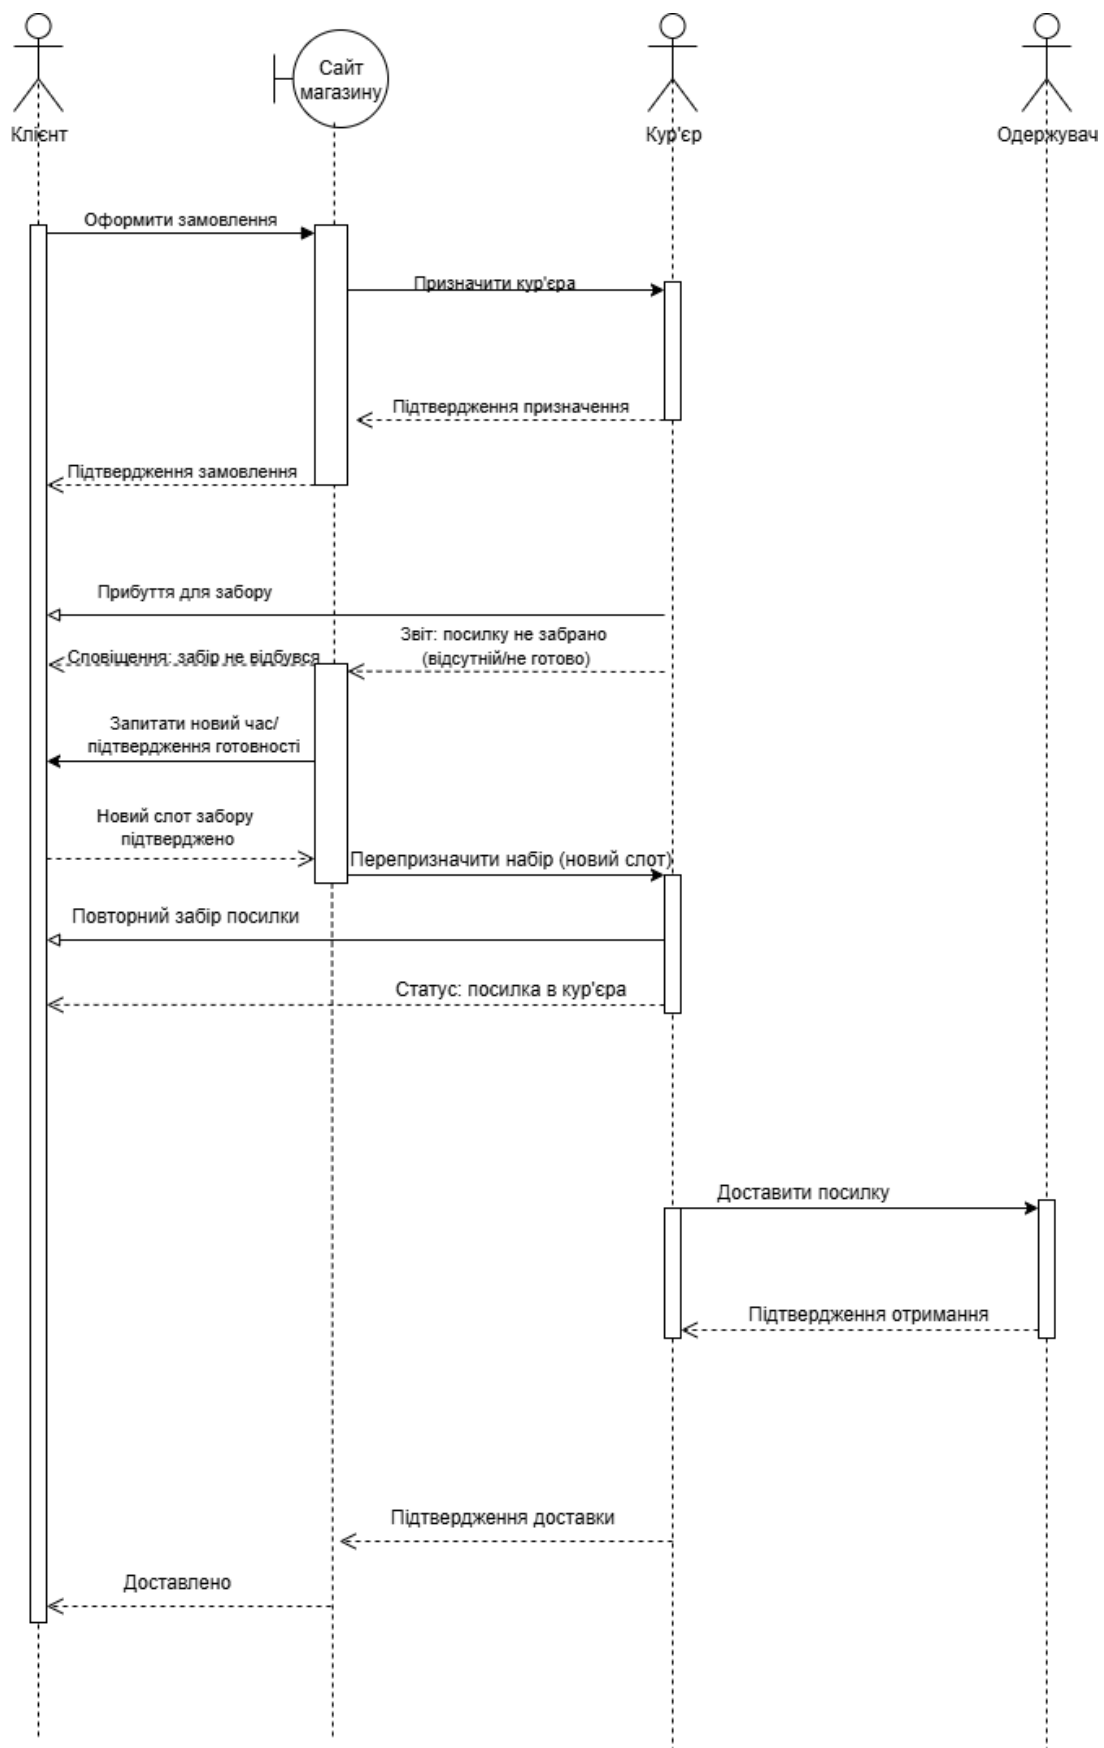 Сайт
магазину
Клієнт
Кур'єр
Одержувач
Оформити замовлення
Призначити кур'єра
Підтвердження призначення
Підтвердження замовлення
Прибуття для забору
Звіт: посилку не забрано
(відсутній/не готово)
Сповіщення: забір не відбувся
Запитати новий час/
підтвердження готовності
Новий слот забору
підтверджено
Перепризначити набір (новий слот)
Повторний забір посилки
Статус: посилка в кур'єра
Доставити посилку
Підтвердження отримання
Підтвердження доставки
Доставлено